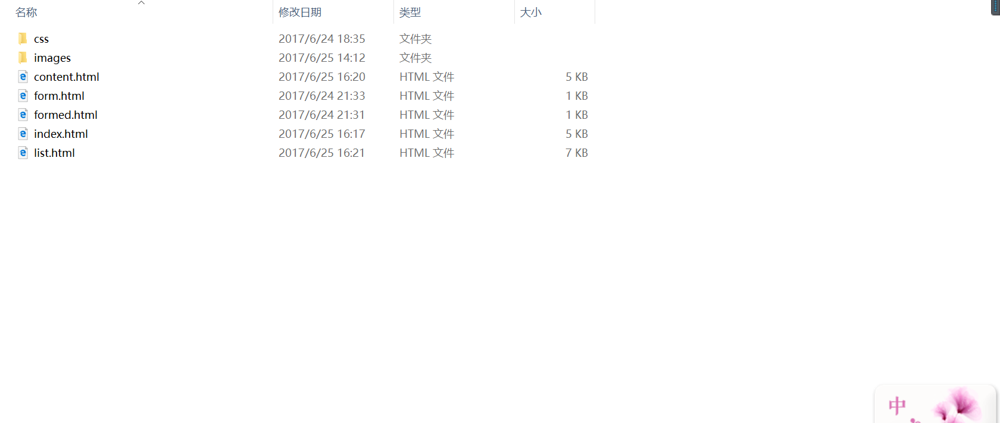 名称 修改日期 类型 大小
css 2017/6/24 18:35 文件夹
images 2017/6/25 14:12 文件夹
content.html 2017/6/25 16:20 HTML 文件 5 KB
form.html 2017/6/24 21:33 HTML 文件 1 KB
formed.html 2017/6/24 21:31 HTML 文件 1 KB
index.html 2017/6/25 16:17 HTML 文件 5 KB
list.html 2017/6/25 16:21 HTML 文件 7 KB
中